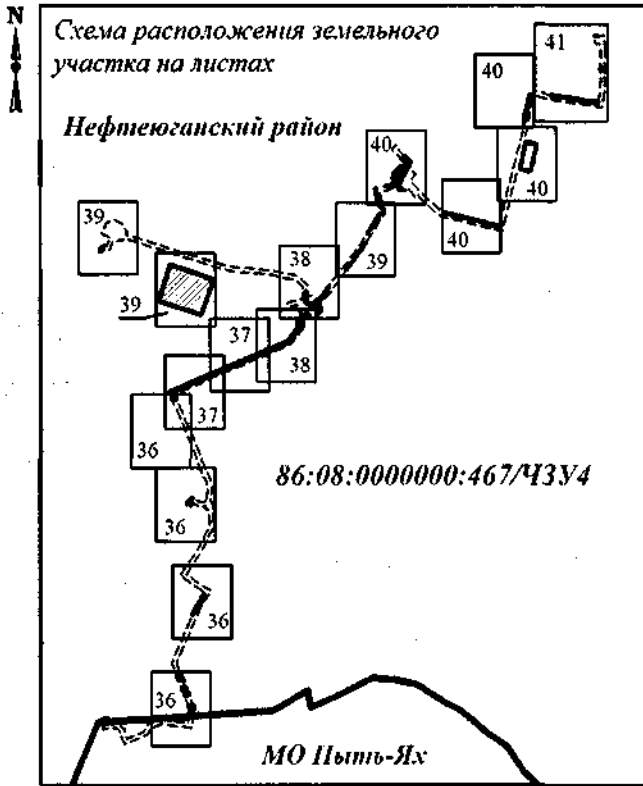 N
Схема расположения земельного
участка на листах
41
40
Нефтеюганский район
40
40
40
39
39
38
39
37
38
37
36
86:08:0000000:467/ЧЗУ4
36
36
36
МО Пыть-Ях